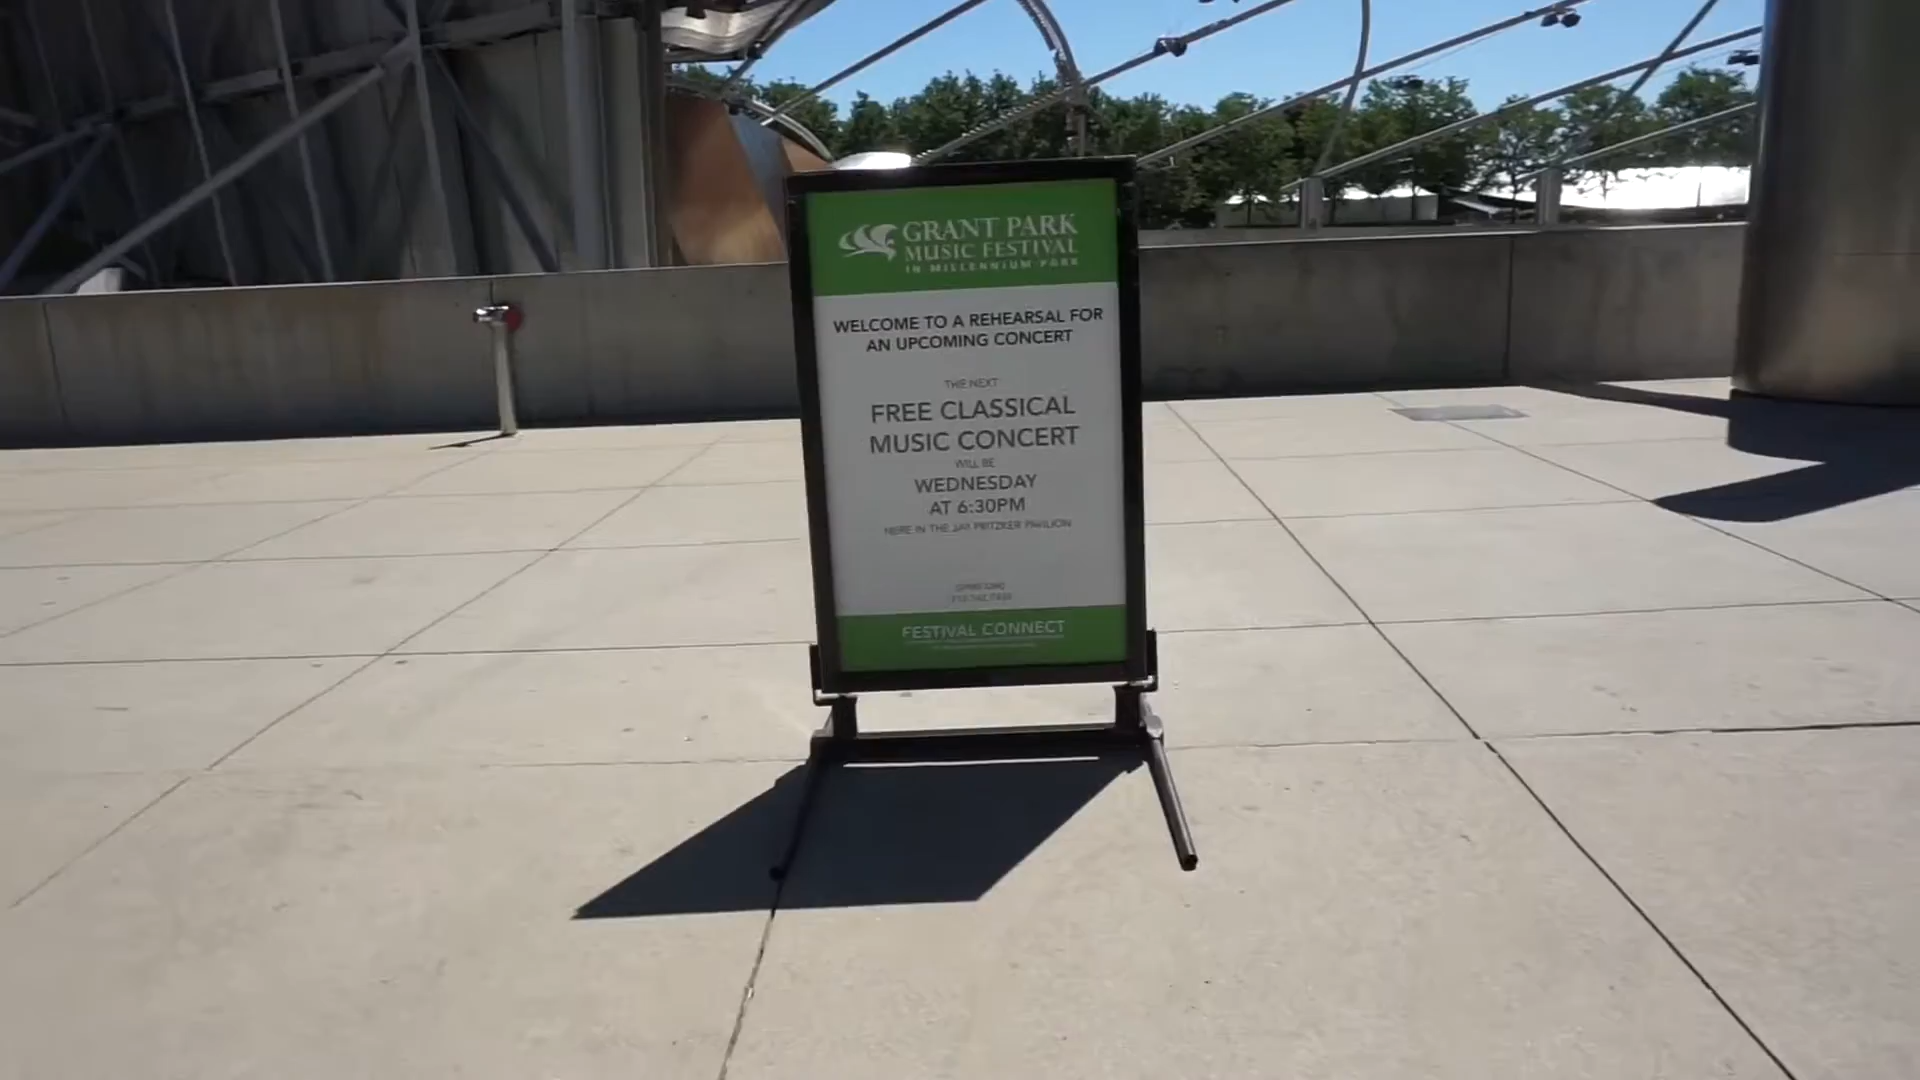 GRANT PARK
MUSIC FESTIVAL
IN MILLENNIUM PARK
WELCOME TO A REHEARSAL FOR
AN UPCOMING CONCERT
THE NEXT
FREE CLASSICAL
MUSIC CONCERT
WILL BE
WEDNESDAY
AT 6:30PM
HERE IN THE JAY PRITZKER PAVILION
FESTIVAL CONNECT